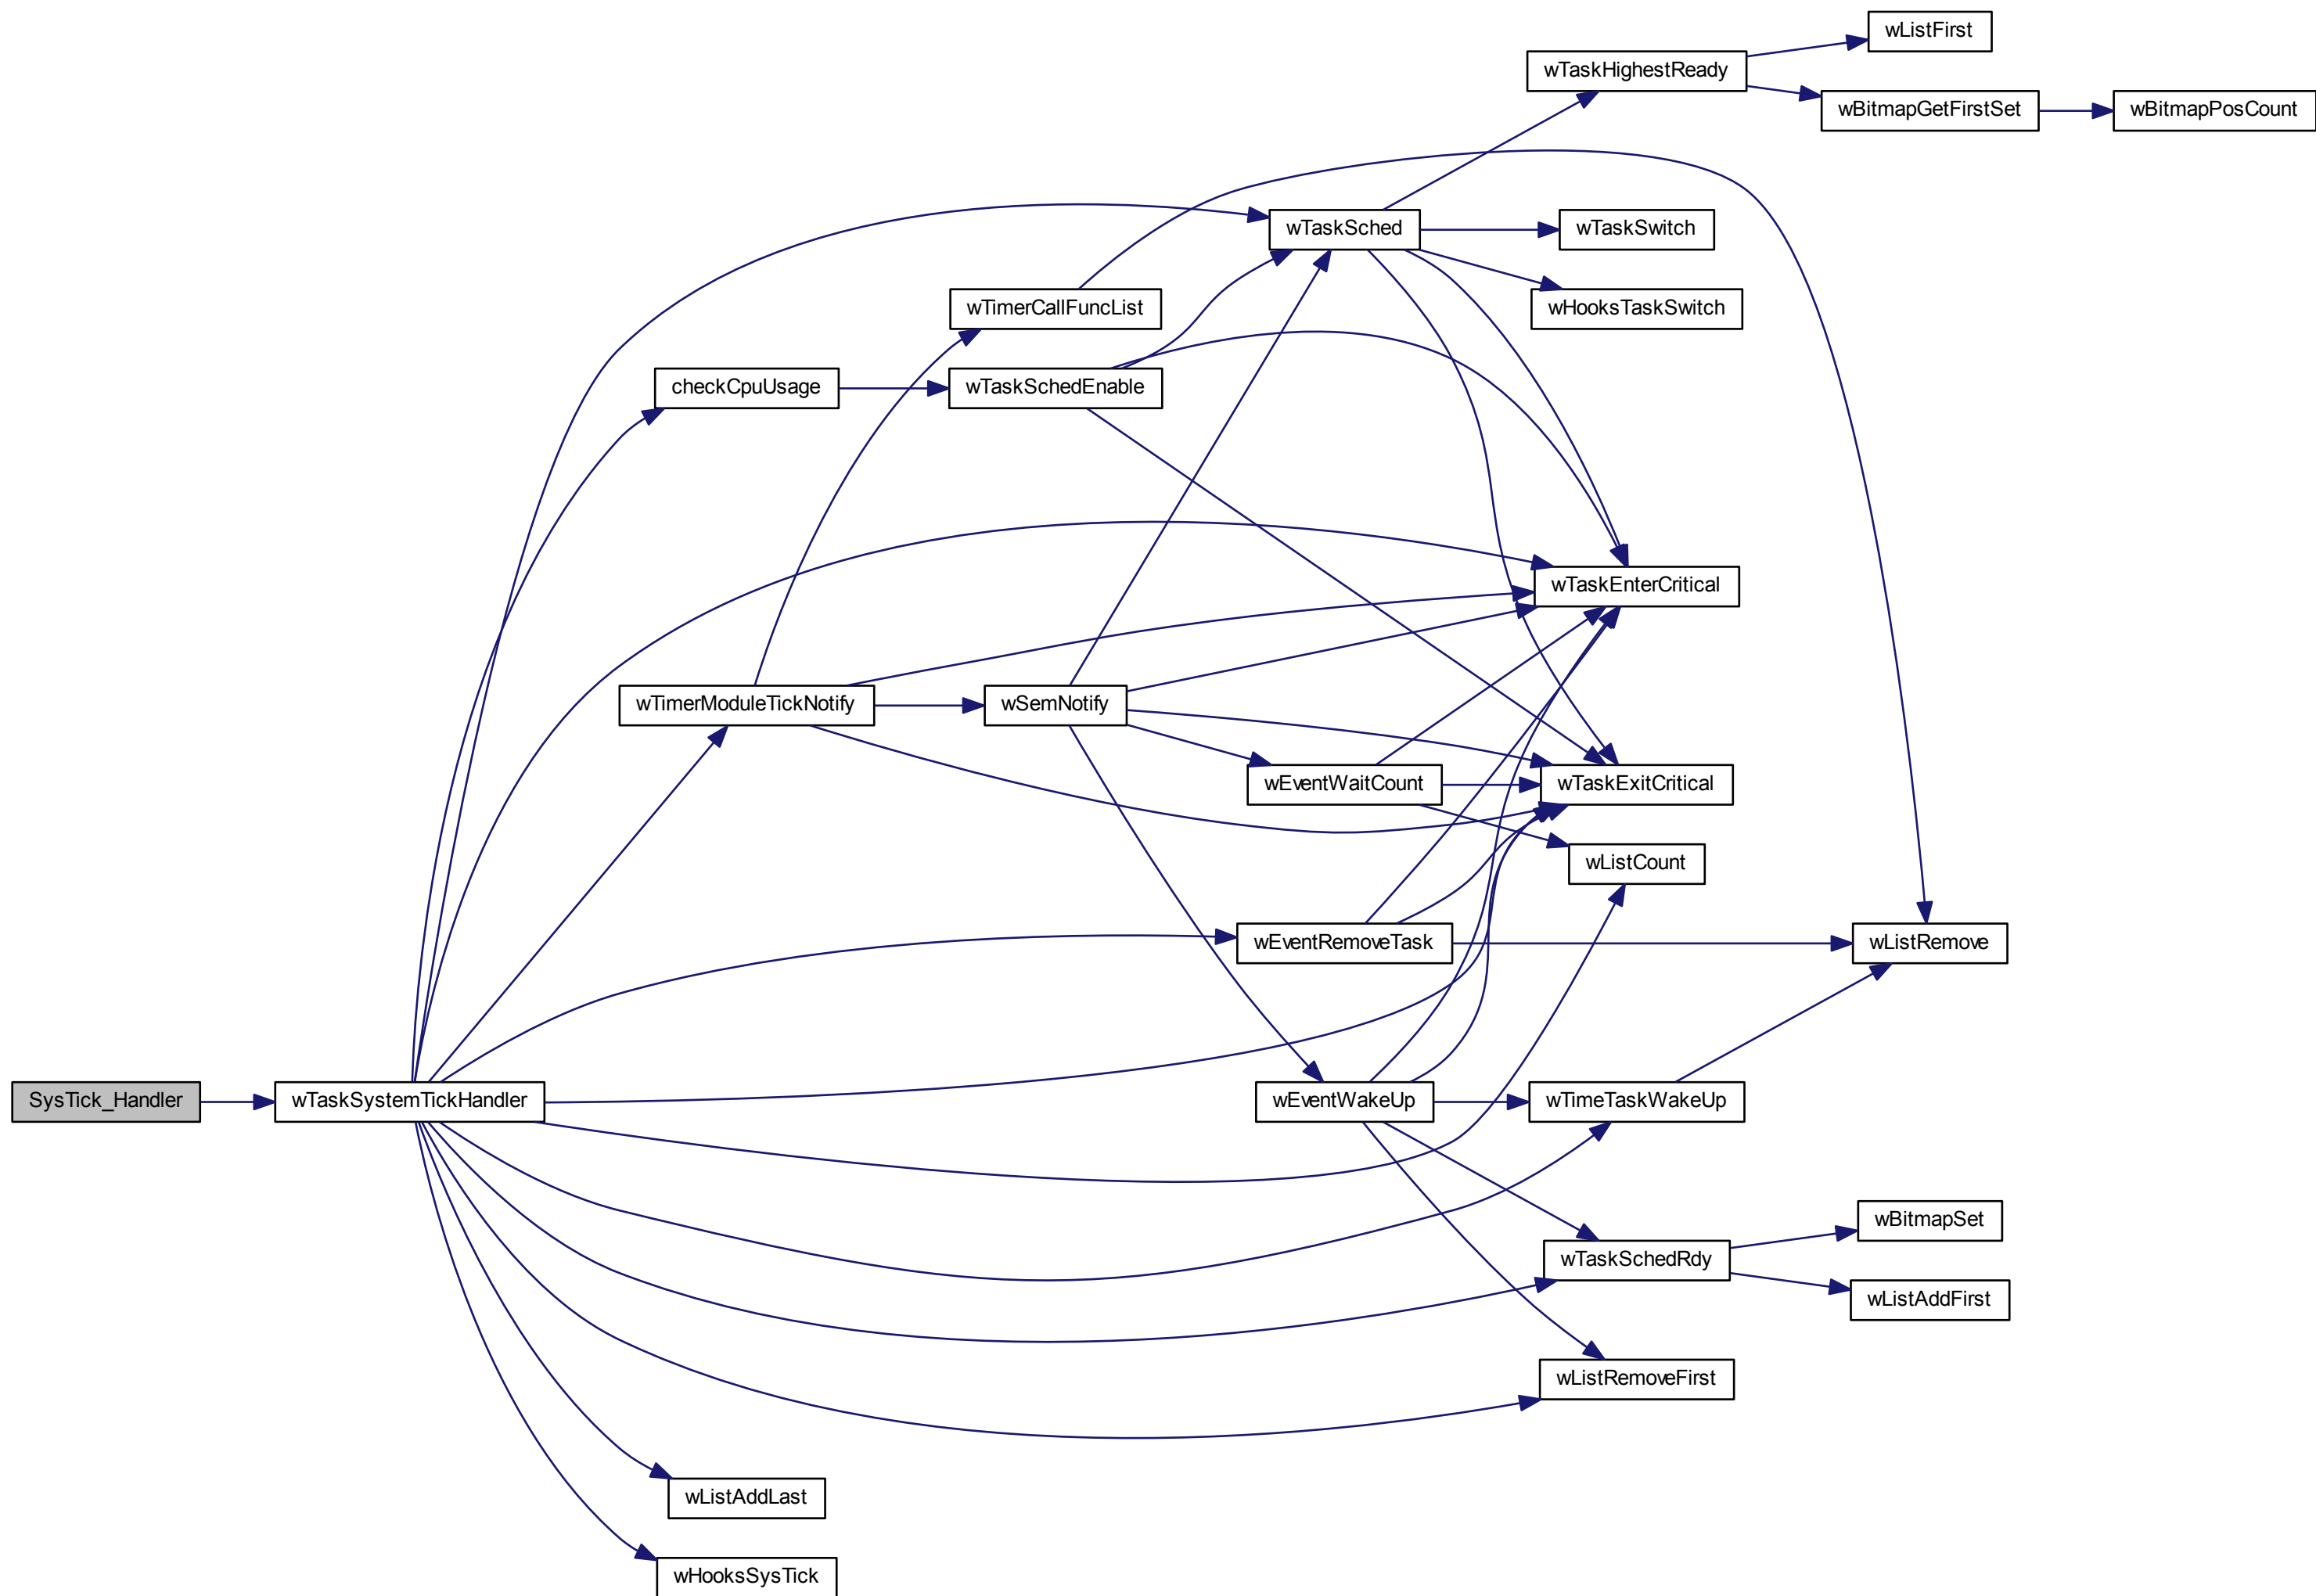 wListFirst
wTaskHighestReady
wBitmapGetFirstSet
wBitmapPosCount
wTaskSched
wTaskSwitch
wTimerCallFuncList
wHooksTaskSwitch
checkCpuUsage
wTaskSchedEnable
wTaskEnterCritical
wTimerModuleTickNotify
wSemNotify
wEventWaitCount
wTaskExitCritical
wListCount
wEventRemoveTask
wListRemove
SysTick_Handler
wTaskSystemTickHandler
wEventWakeUp
wTimeTaskWakeUp
wBitmapSet
wTaskSchedRdy
wListAddFirst
wListRemoveFirst
wListAddLast
wHooksSysTick